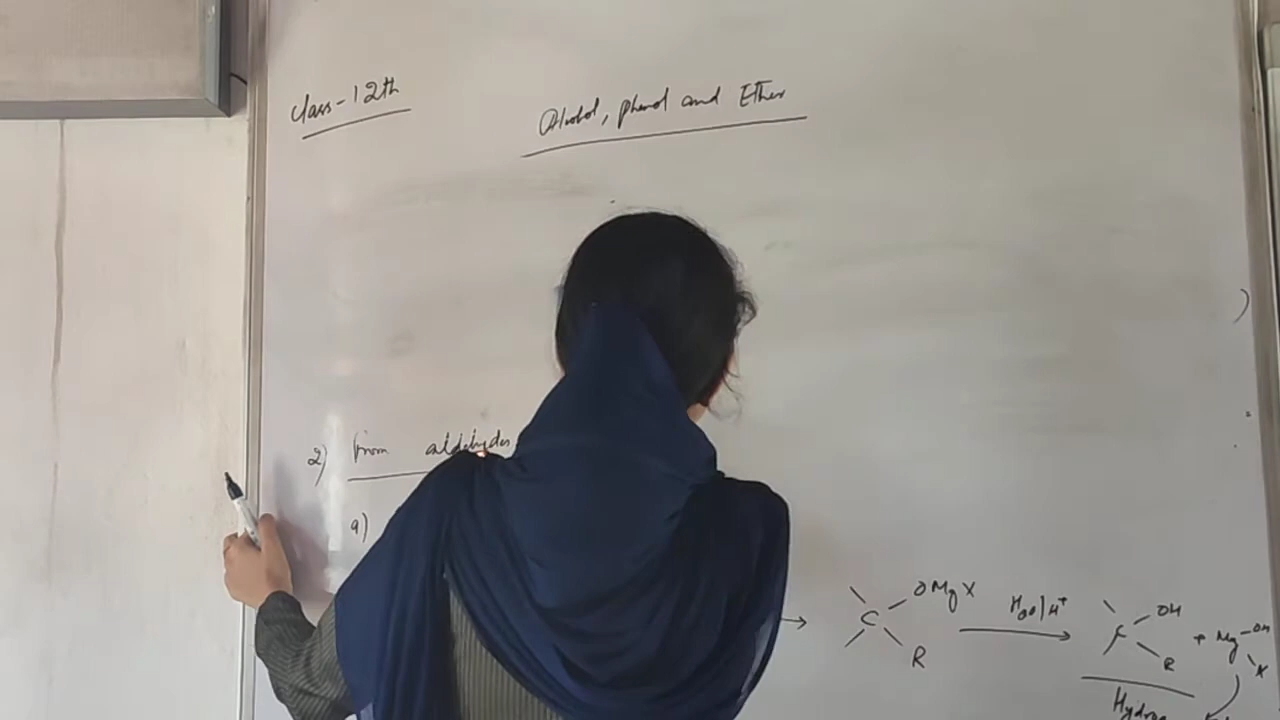 Class-12th
Alcohol, phenol and Ether
2) From aldehydes
a)
OMgX
C
R
H2O/H+
OH
C
R
+ Mg
OH
X